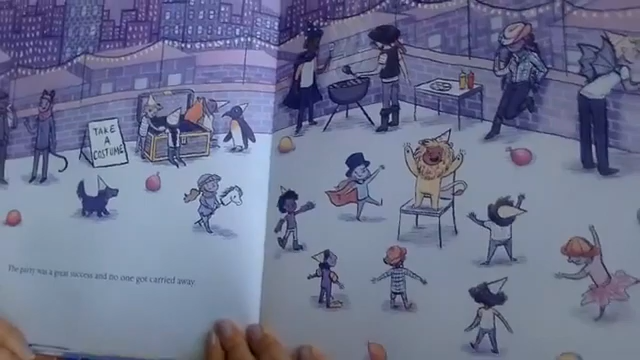 TAKE
A
COSTUME
The party was a great success and no one got carried away